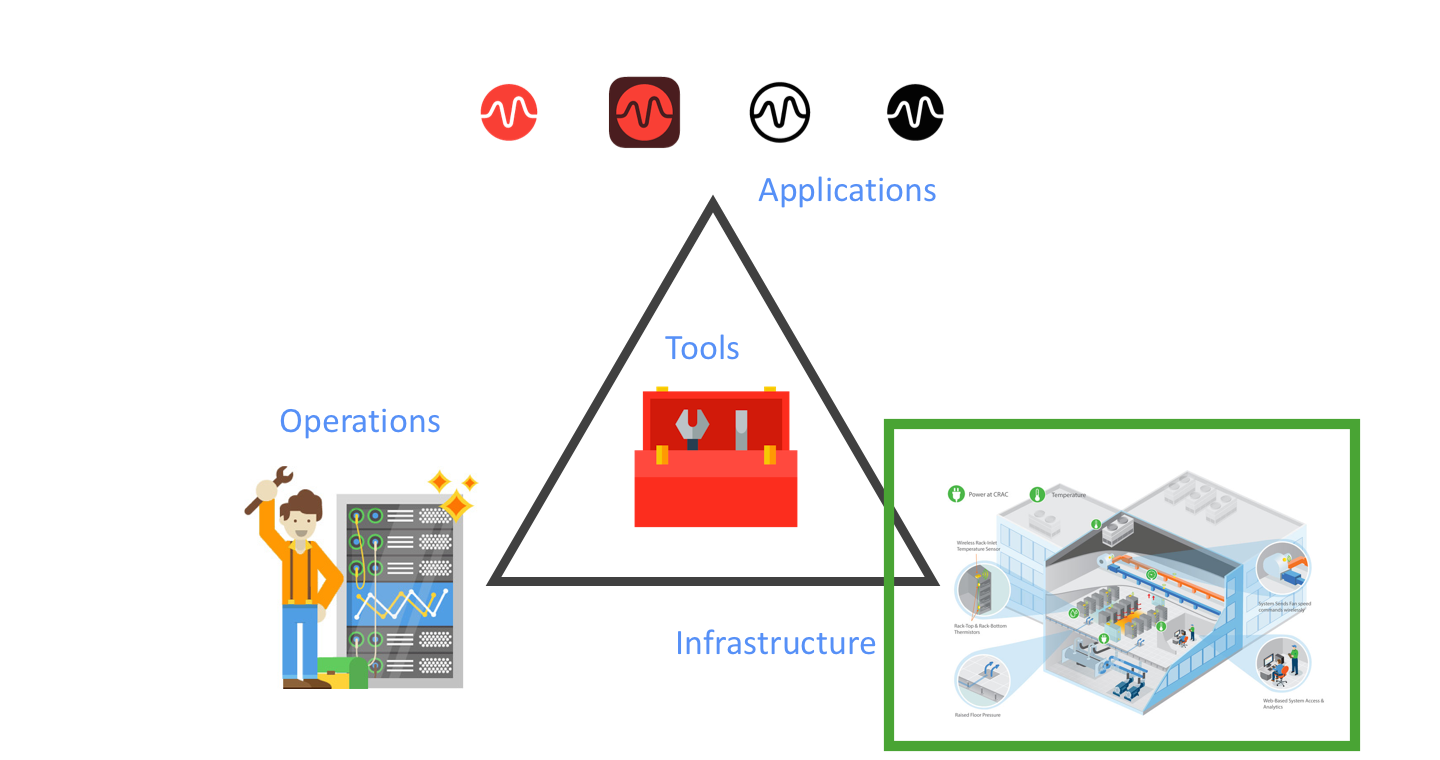 Applications
Tools
Operations
Infrastructure
Power at CRAC
Temperature
Wireless Rack-Inlet
Temperature Sensor
Rack-Top & Rack-Bottom
Thermistors
Raised Floor Pressure
System Sends Fan speed
commands wirelessly
Web-Based System Access &
Analytics